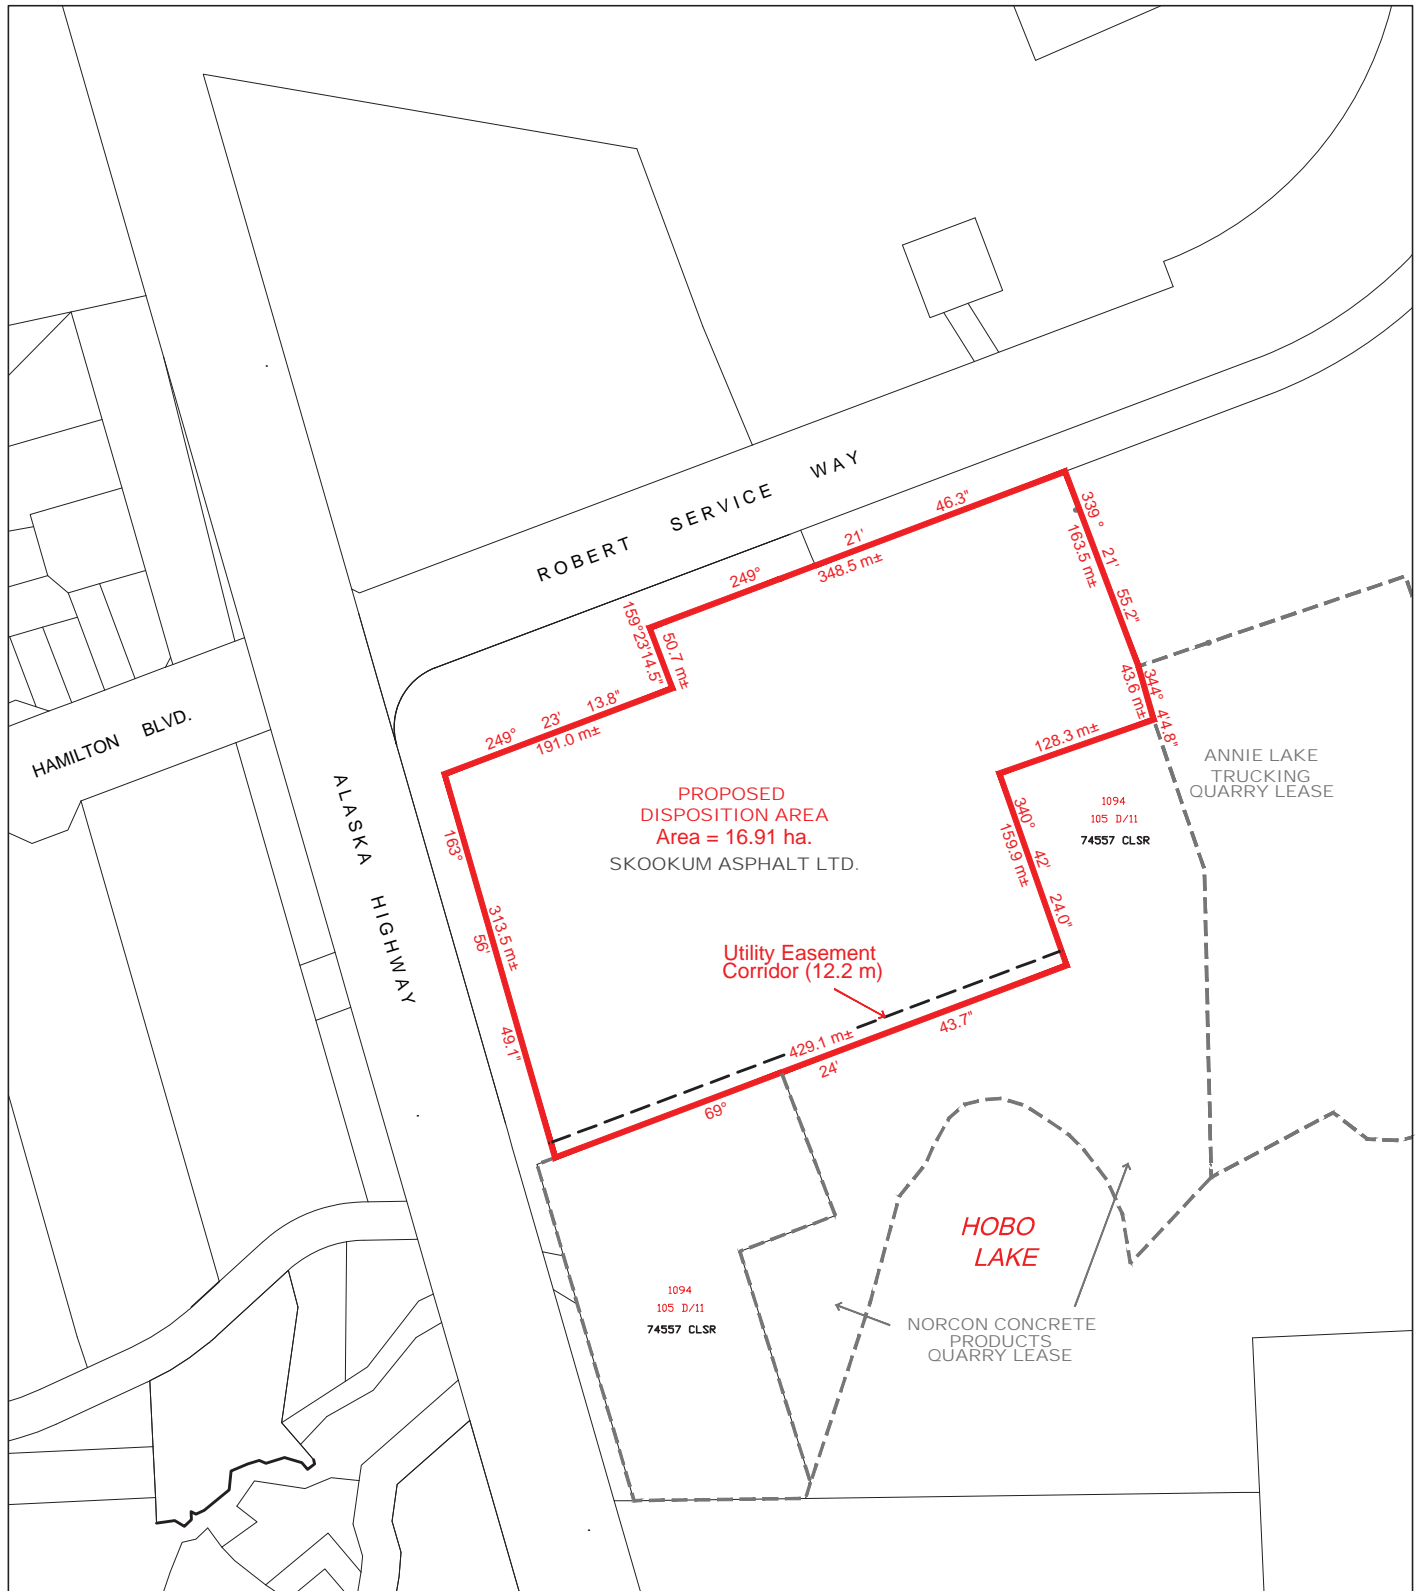 ROBERT SERVICE WAY
46.3"
21'
348.5 m±
249°
339 °
163.5 m±
21'
55.2"
159°23'14.5"
50.7 m±
344° 4'4.8"
43.6 m±
249° 23' 13.8"
191.0 m±
128.3 m±
HAMILTON BLVD.
ALASKA HIGHWAY
ANNIE LAKE
TRUCKING
QUARRY LEASE
PROPOSED
DISPOSITION AREA
Area = 16.91 ha.
SKOOKUM ASPHALT LTD.
1094
105 D/11
74557 CLSR
340°
159.9 m±
42'
24.0"
163°
313.5 m±
56'
49.1"
Utility Easement
Corridor (12.2 m)
429.1 m±
43.7"
24'
69°
HOBO
LAKE
1094
105 D/11
74557 CLSR
NORCON CONCRETE
PRODUCTS
QUARRY LEASE